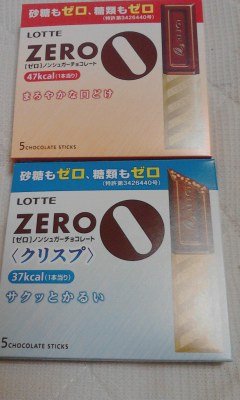 砂糖もゼロ、糖類もゼロ
(特許第3426440号)
LOTTE
ZERO
[ゼロ]ノンシュガーチョコレート
47kcal(1本当り)
まろやかな口どけ
5 CHOCOLATE STICKS
砂糖もゼロ、糖類もゼロ
(特許第3426440号)
LOTTE
ZERO
[ゼロ]ノンシュガーチョコレート
〈クリスプ〉
37kcal(1本当り)
サクッとかるい
5 CHOCOLATE STICKS